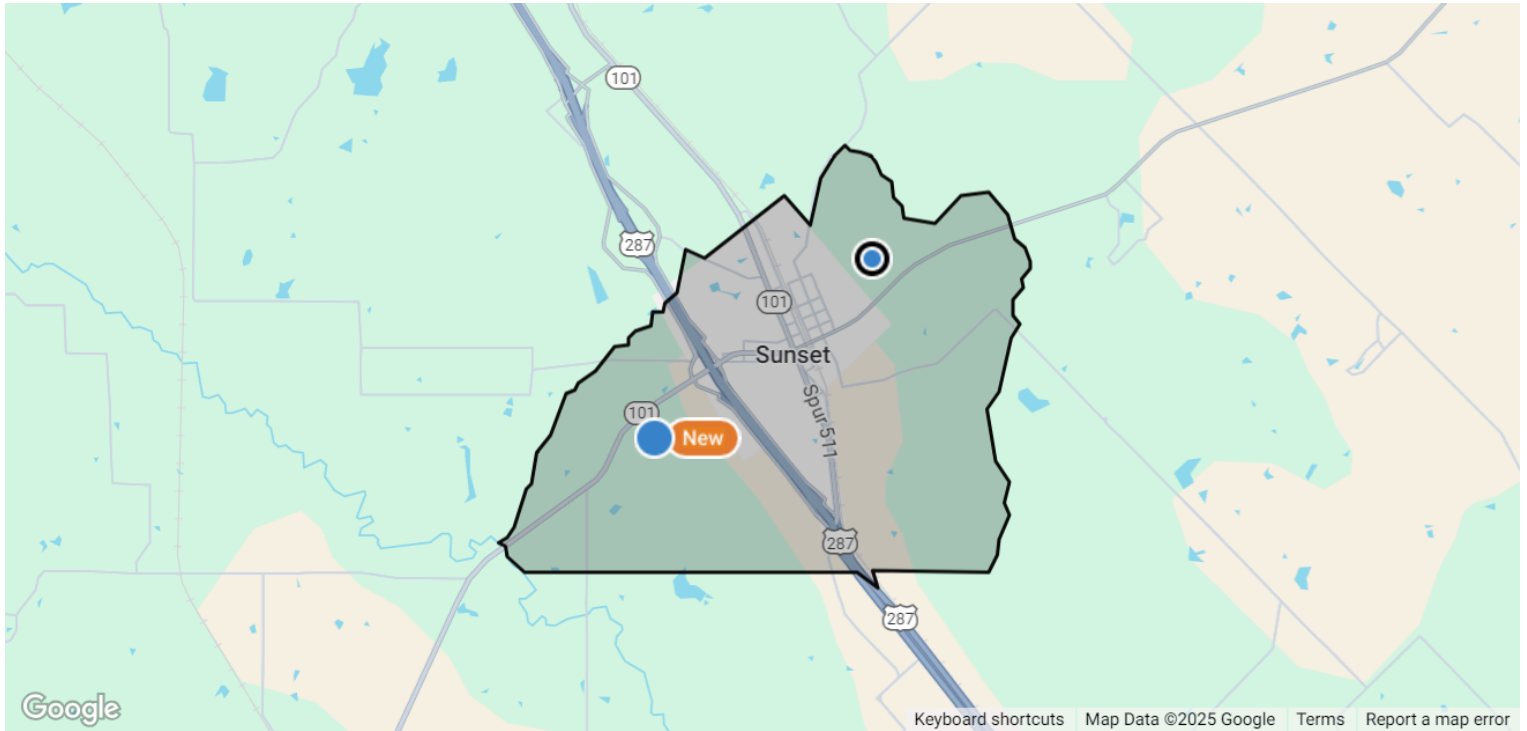 101
287
101
Sunset
101
Spur 511
New
287
287
Google
Keyboard shortcuts Map Data ©2025 Google Terms Report a map error